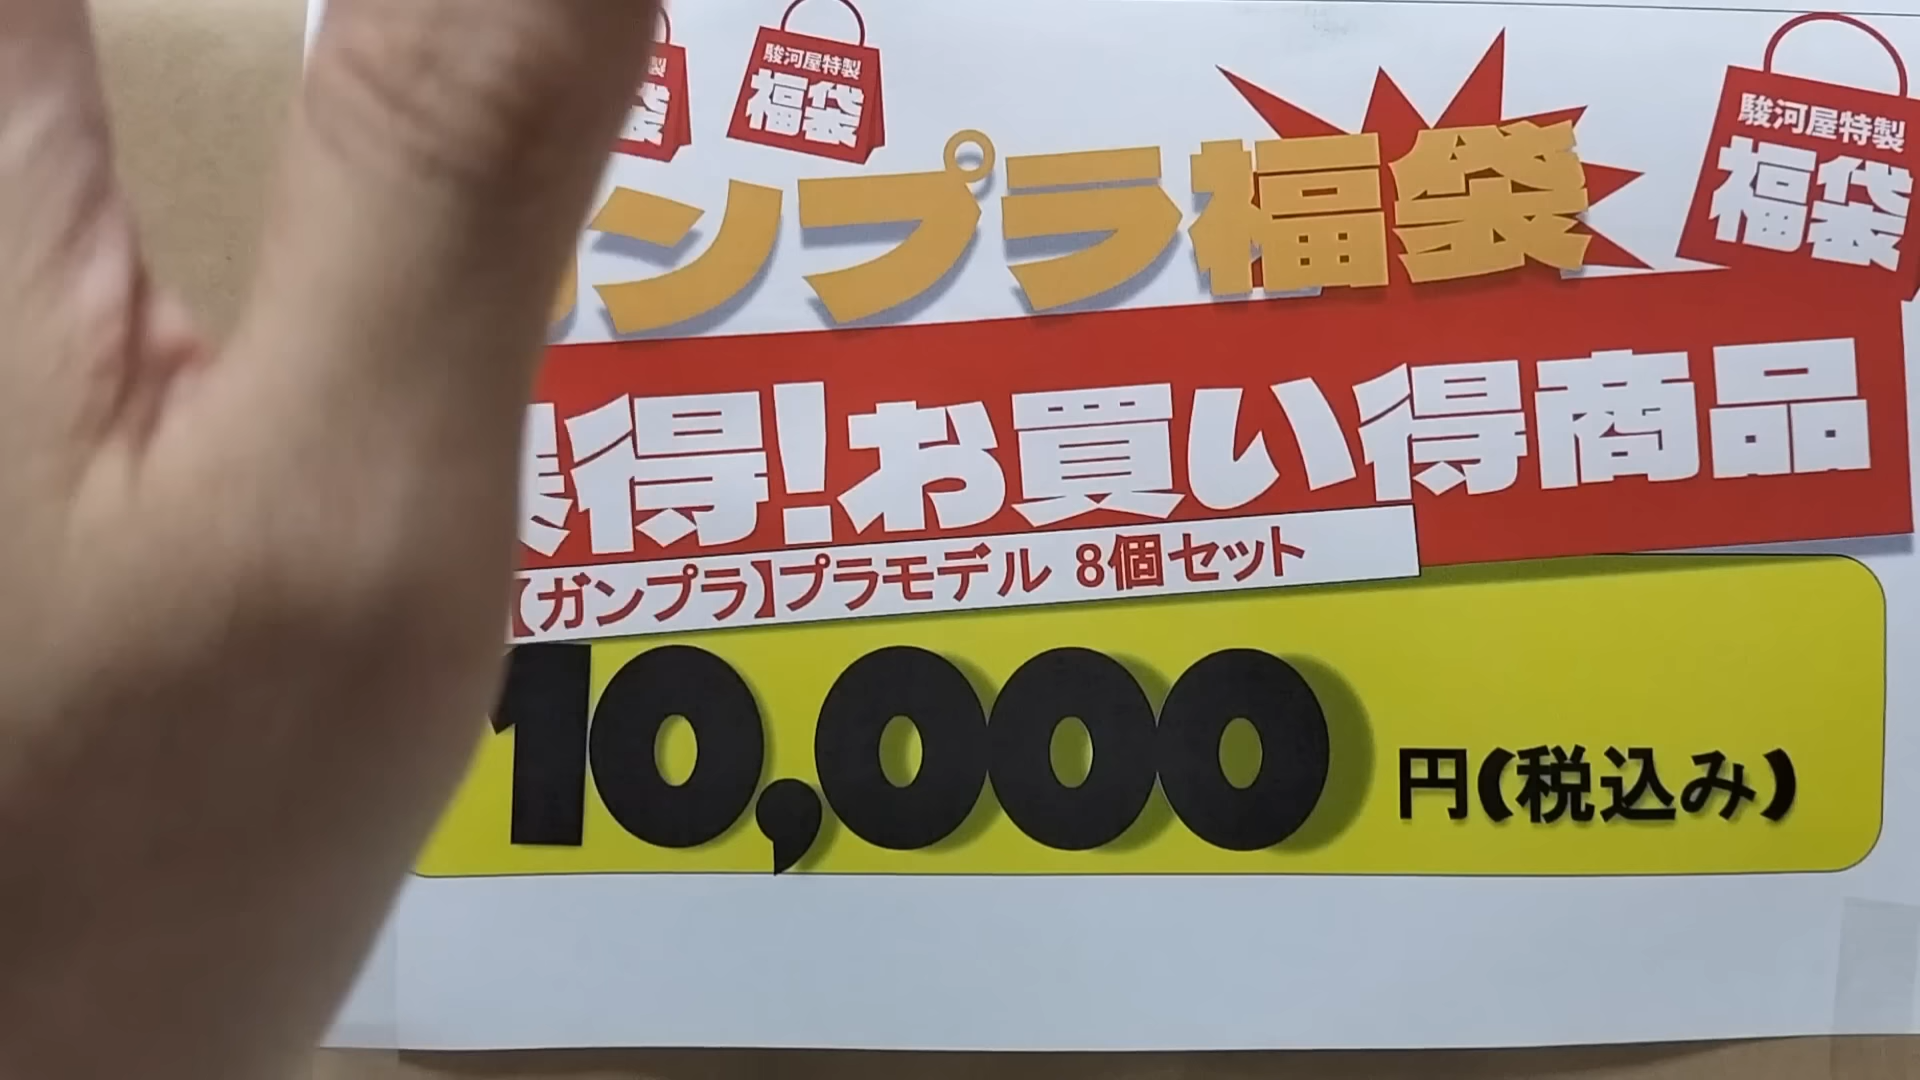 駿河屋特製
福袋
駿河屋特製
福袋
ンプラ福袋
得!お買い得商品
【ガンプラ】プラモデル 8個セット
10,000 円(税込み)